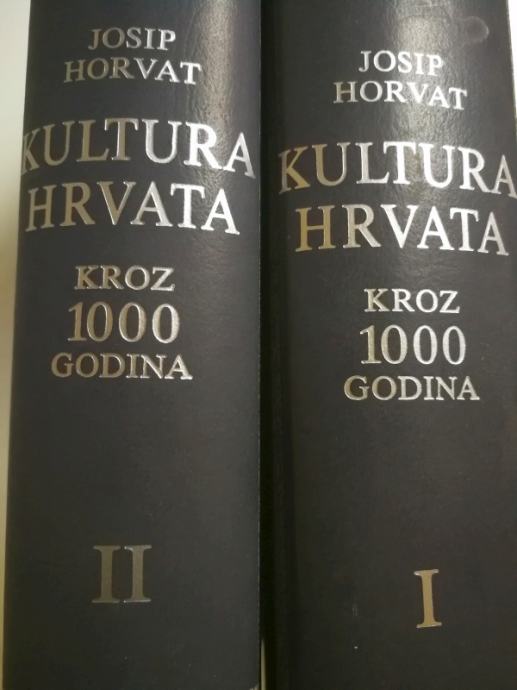 JOSIP
HORVAT
KULTURA
HRVATA
KROZ
1000
GODINA
II
JOSIP
HORVAT
KULTURA
HRVATA
KROZ
1000
GODINA
I